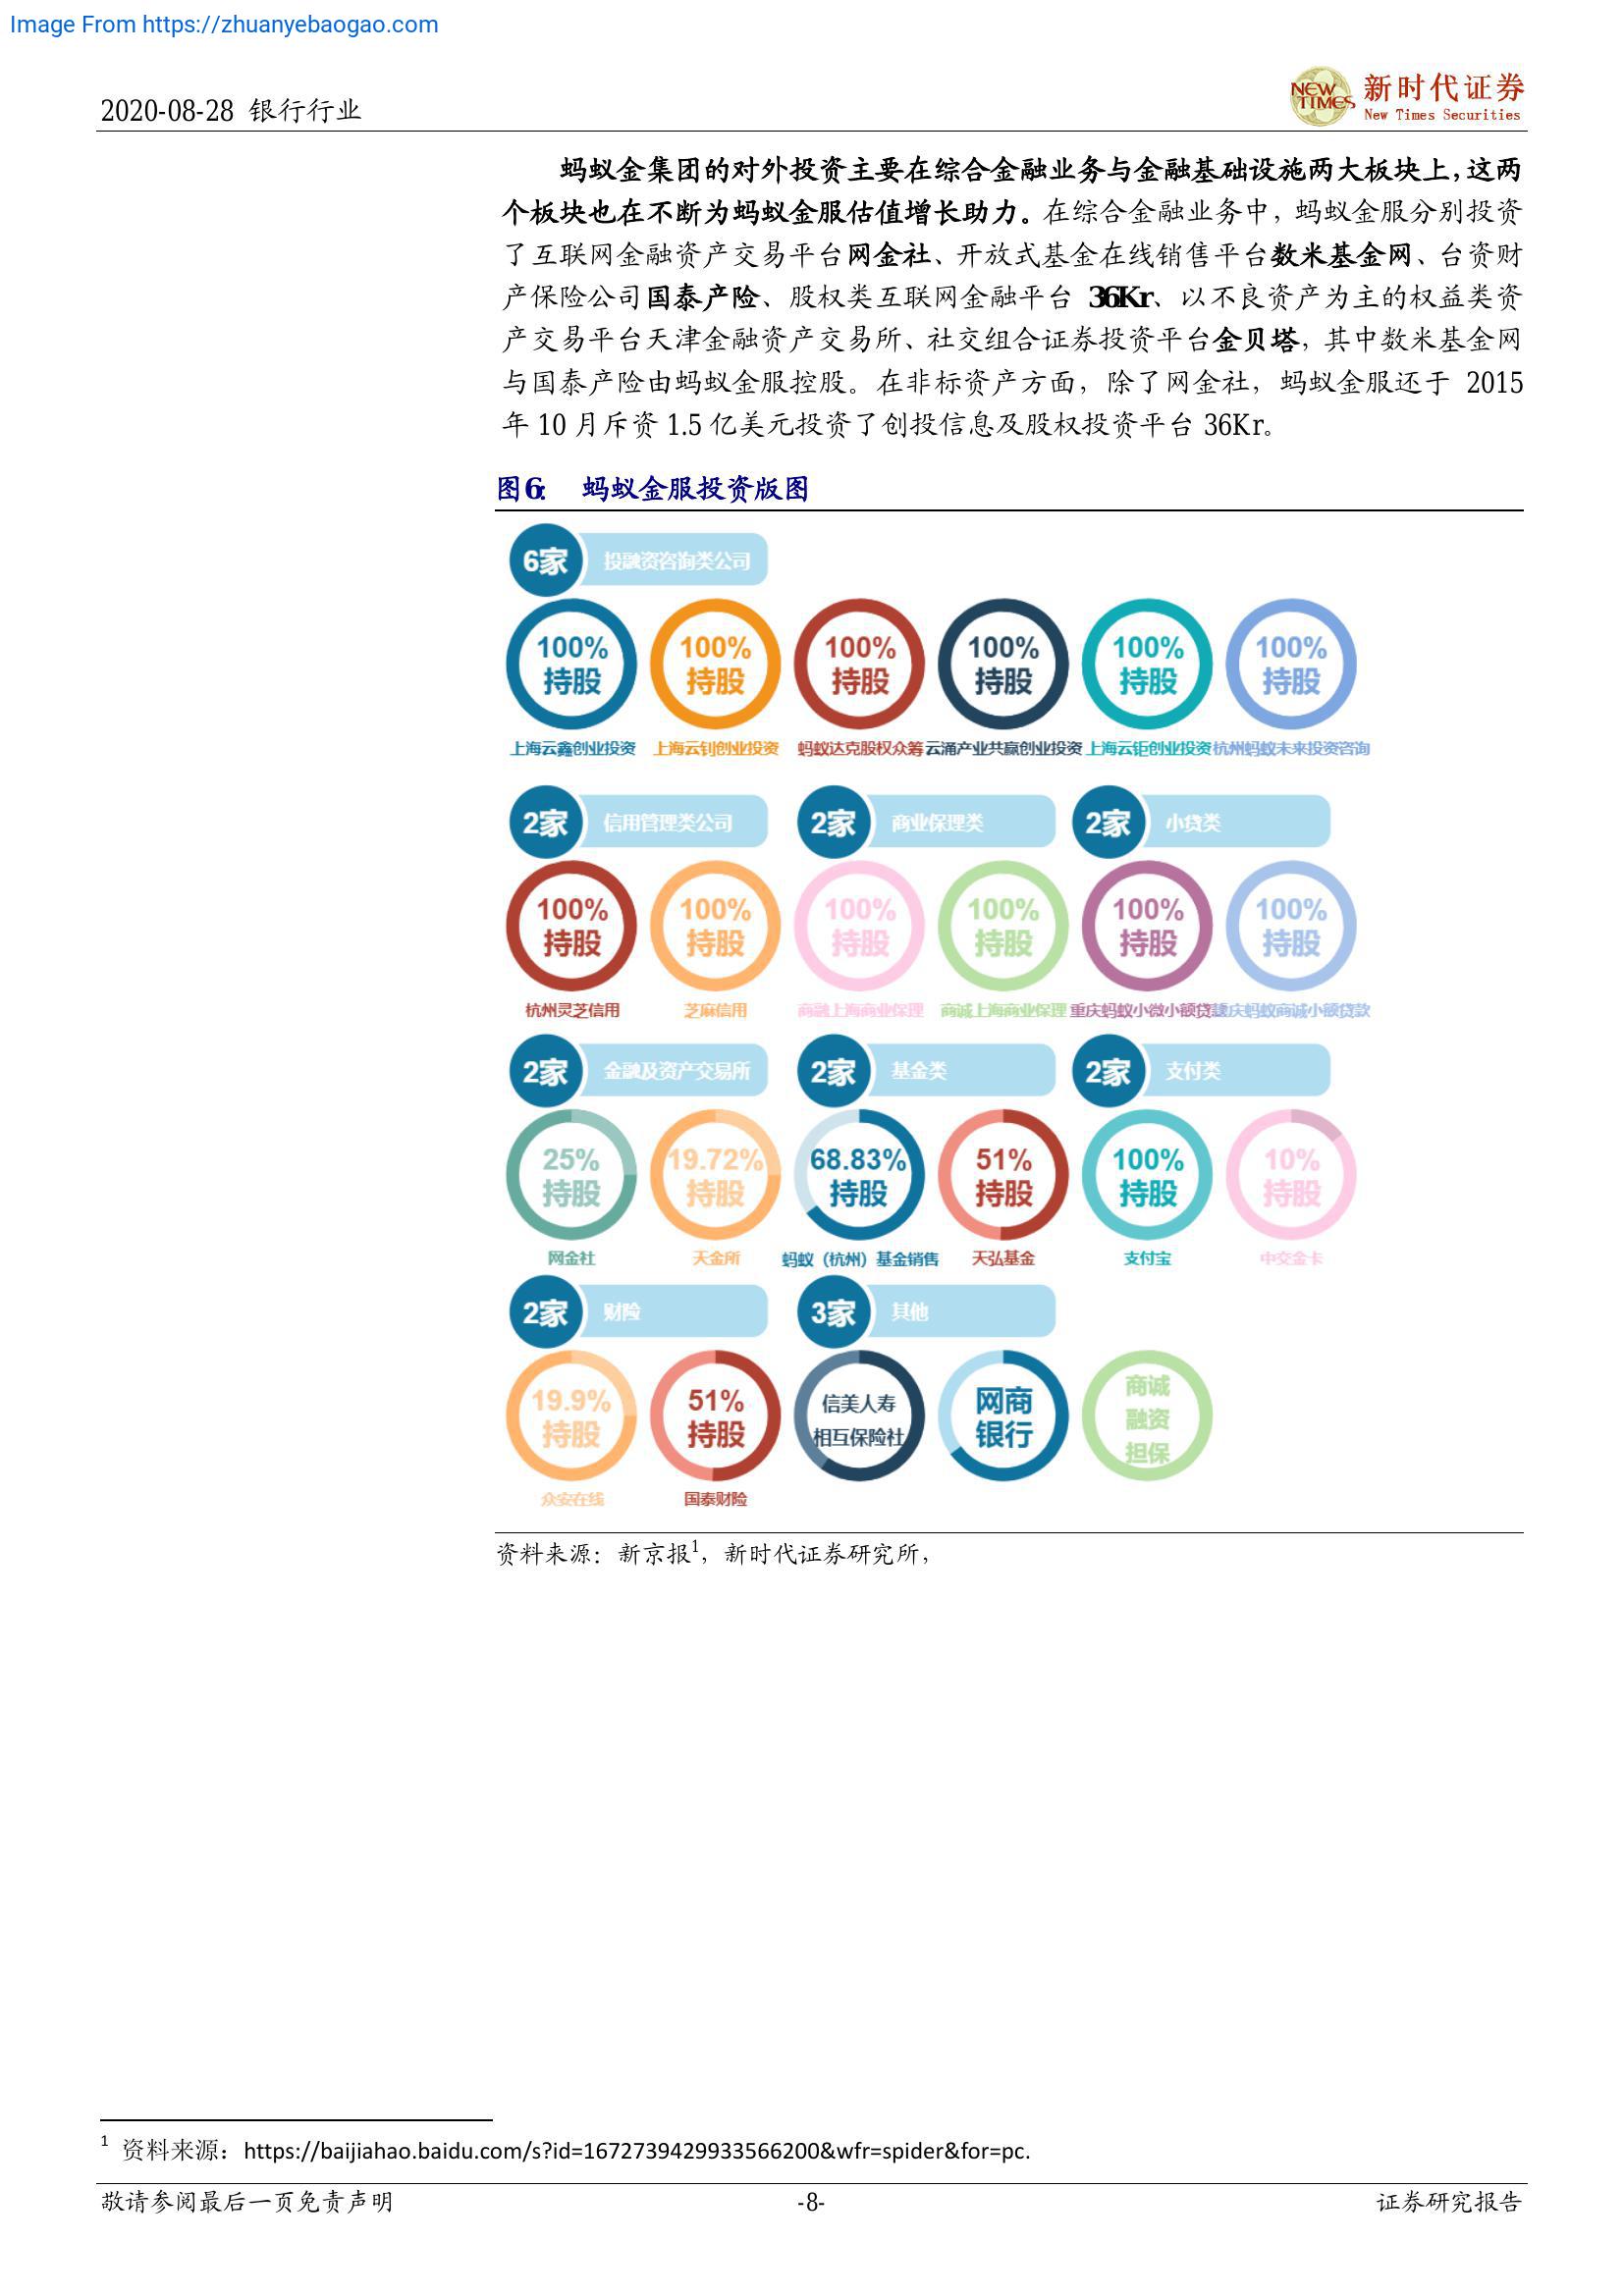 Image From https://zhuanyebaogao.com
2020-08-28 银行行业
NEW TIMES
新时代证券
New Times Securities
蚂蚁金集团的对外投资主要在综合金融业务与金融基础设施两大板块上，这两
个板块也在不断为蚂蚁金服估值增长助力。在综合金融业务中，蚂蚁金服分别投资
了互联网金融资产交易平台网金社、开放式基金在线销售平台数米基金网、台资财
产保险公司国泰产险、股权类互联网金融平台 36Kr、以不良资产为主的权益类资
产交易平台天津金融资产交易所、社交组合证券投资平台金贝塔，其中数米基金网
与国泰产险由蚂蚁金服控股。在非标资产方面，除了网金社，蚂蚁金服还于 2015
年 10 月斥资 1.5 亿美元投资了创投信息及股权投资平台 36Kr。
图6： 蚂蚁金服投资版图
6家 投融资咨询类公司
100% 100% 100% 100% 100% 100%
持股 持股 持股 持股 持股 持股
上海云鑫创业投资 上海云钊创业投资 蚂蚁达克股权众筹 云涌产业共赢创业投资 上海云钜创业投资 杭州蚂蚁未来投资咨询
2家 信用管理类公司 2家 商业保理类 2家 小贷类
100% 100% 100% 100% 100% 100%
持股 持股 持股 持股 持股 持股
杭州灵芝信用 芝麻信用 商融上海商业保理 商诚上海商业保理 重庆蚂蚁小微小额贷款 重庆蚂蚁商诚小额贷款
2家 金融及资产交易所 2家 基金类 2家 支付类
25% 19.72% 68.83% 51% 100% 10%
持股 持股 持股 持股 持股 持股
网金社 天金所 蚂蚁（杭州）基金销售 天弘基金 支付宝 中交金卡
2家 财险 3家 其他
19.9% 51% 信美人寿 网商 商诚
持股 持股 相互保险社 银行 融资
担保
众安在线 国泰财险
资料来源：新京报1，新时代证券研究所，
1 资料来源：https://baijiahao.baidu.com/s?id=1672739429933566200&wfr=spider&for=pc.
敬请参阅最后一页免责声明 -8- 证券研究报告